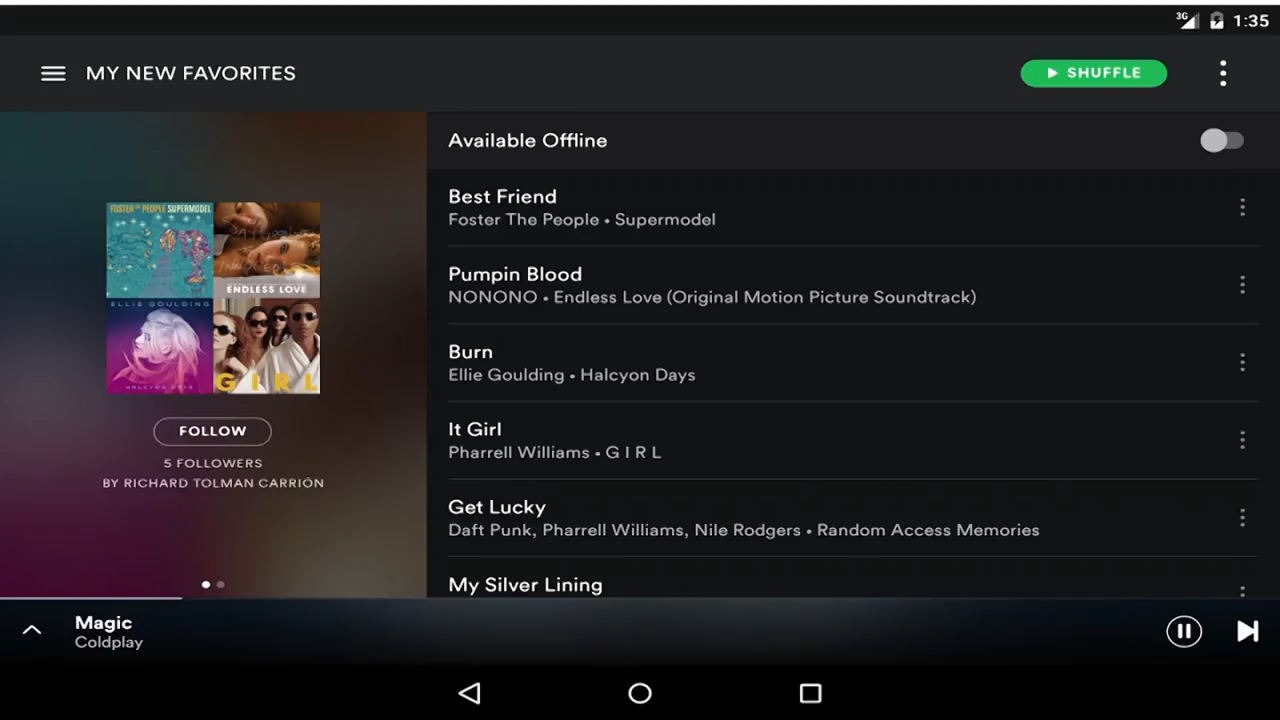 3G 1:35
MY NEW FAVORITES
SHUFFLE
FOSTER THE PEOPLE SUPERMODEL
ENDLESS LOVE
ELLIE GOULDING
HALCYON DAYS
GIRL
FOLLOW
5 FOLLOWERS
BY RICHARD TOLMAN CARRIÓN
Available Offline
Best Friend
Foster The People • Supermodel
Pumpin Blood
NONONO • Endless Love (Original Motion Picture Soundtrack)
Burn
Ellie Goulding • Halcyon Days
It Girl
Pharrell Williams • G I R L
Get Lucky
Daft Punk, Pharrell Williams, Nile Rodgers • Random Access Memories
My Silver Lining
Magic
Coldplay